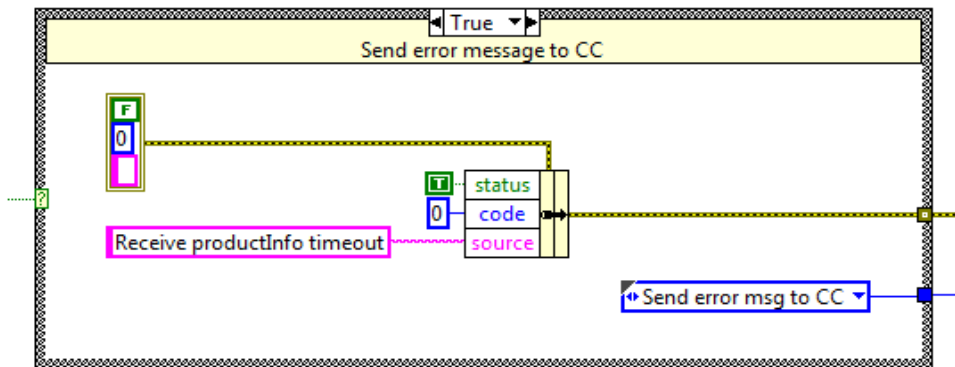 True
Send error message to CC
F
0
T
status
0
code
Receive productInfo timeout
source
?
Send error msg to CC